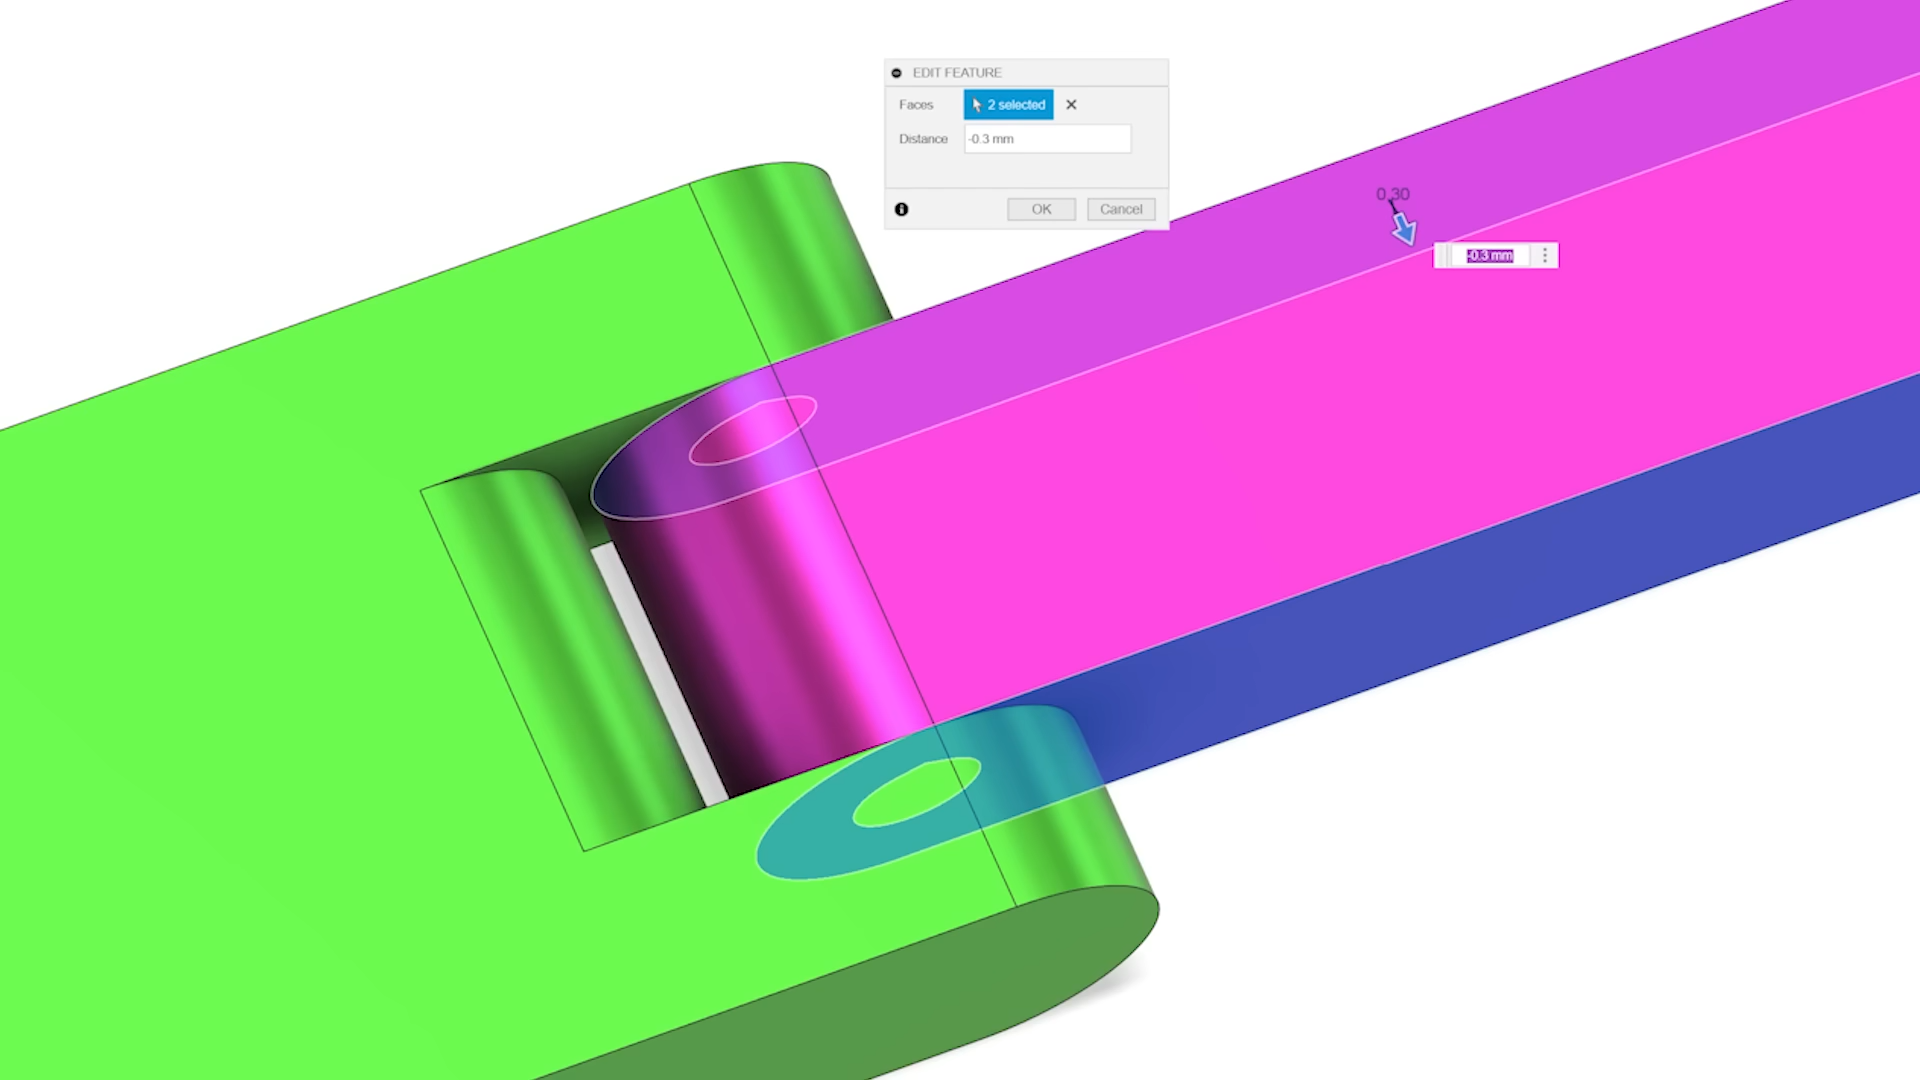 EDIT FEATURE
Faces 2 selected
Distance -0.3 mm
OK Cancel
0.30
-0.3 mm